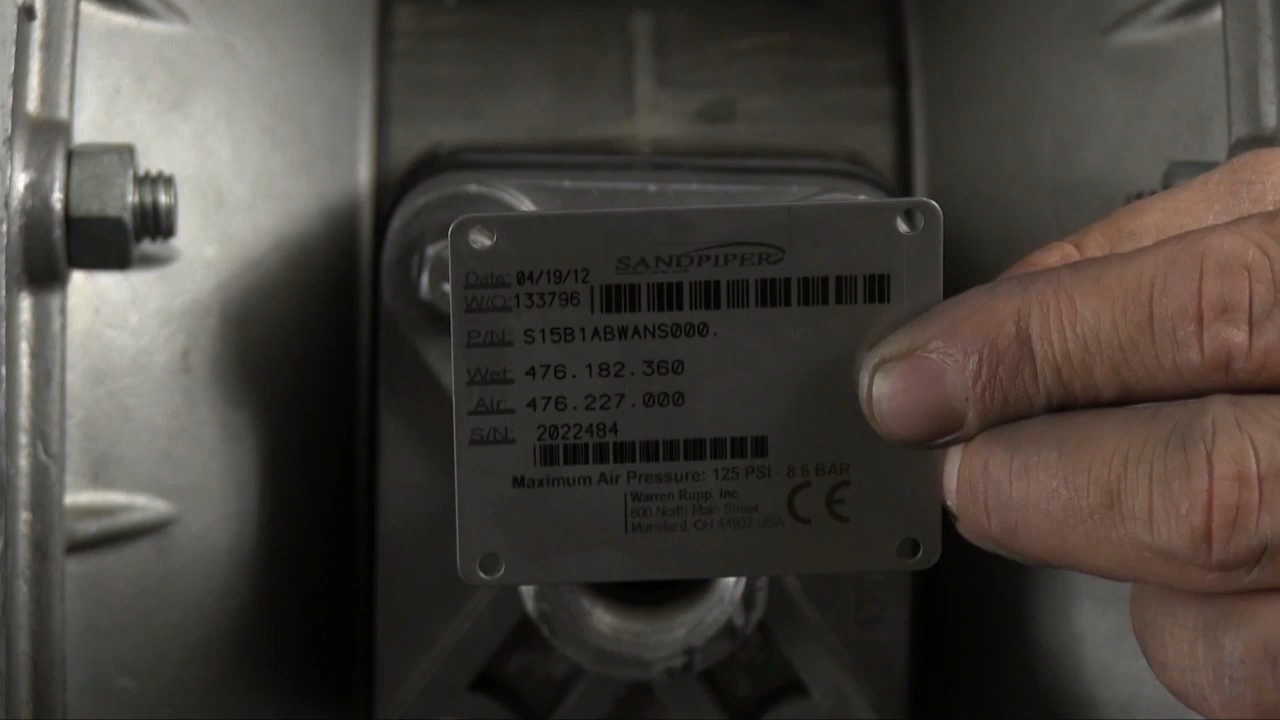 SANDPIPER
Date: 04/19/12
W/O: 133796
P/N: S15B1ABWANS000.
Wet: 476.182.360
Air: 476.227.000
S/N: 2022484
Maximum Air Pressure: 125 PSI - 8.6 BAR
Warren Rupp, Inc.
800 North Main Street
Mansfield, OH 44902 USA
CE